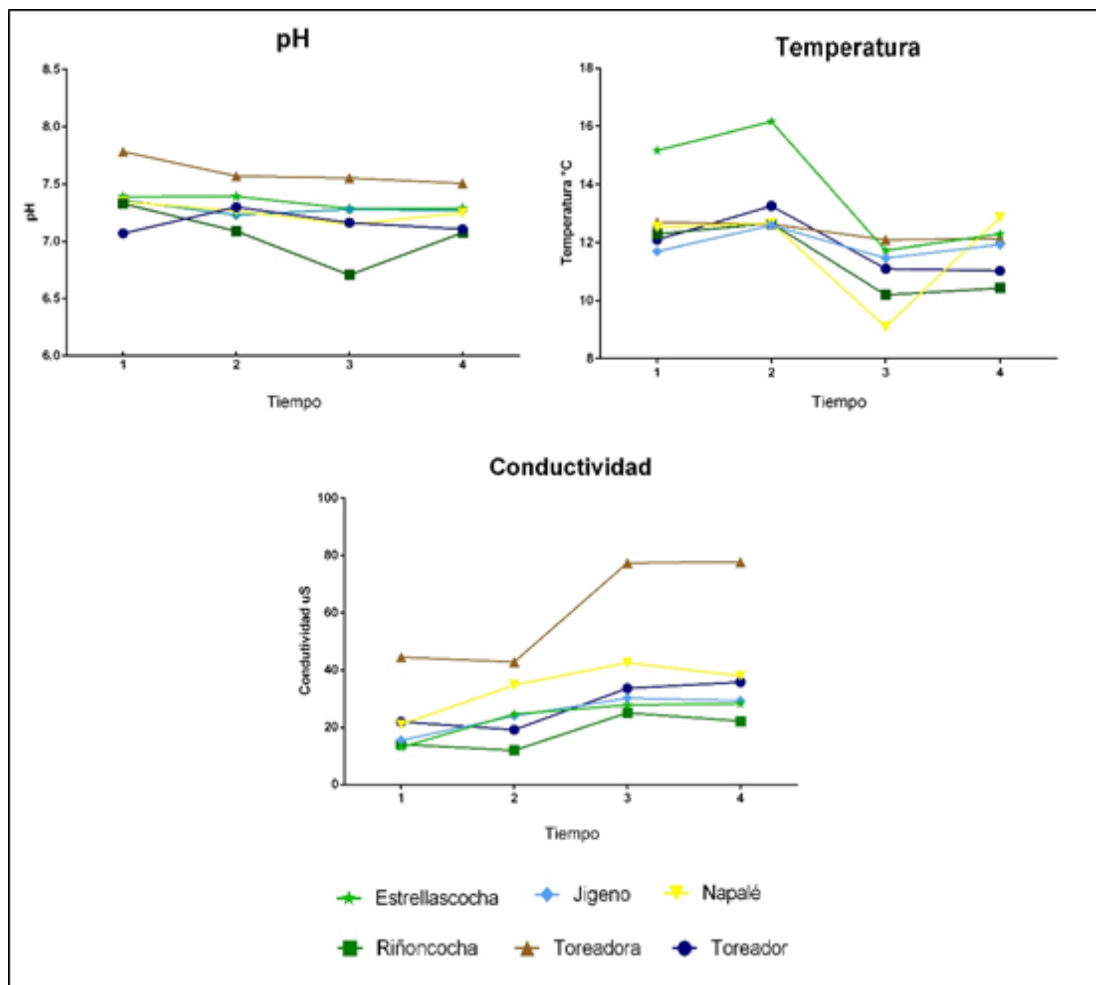 pH
8.5
8.0
7.5
7.0
6.5
6.0
pH
1 2 3 4
Tiempo
Temperatura
18
16
14
12
10
8
Temperatura °C
1 2 3 4
Tiempo
Conductividad
100
80
60
40
20
0
Condutividad uS
1 2 3 4
Tiempo
Estrellascocha Jigeno Napalé
Riñoncocha Toreadora Toreador